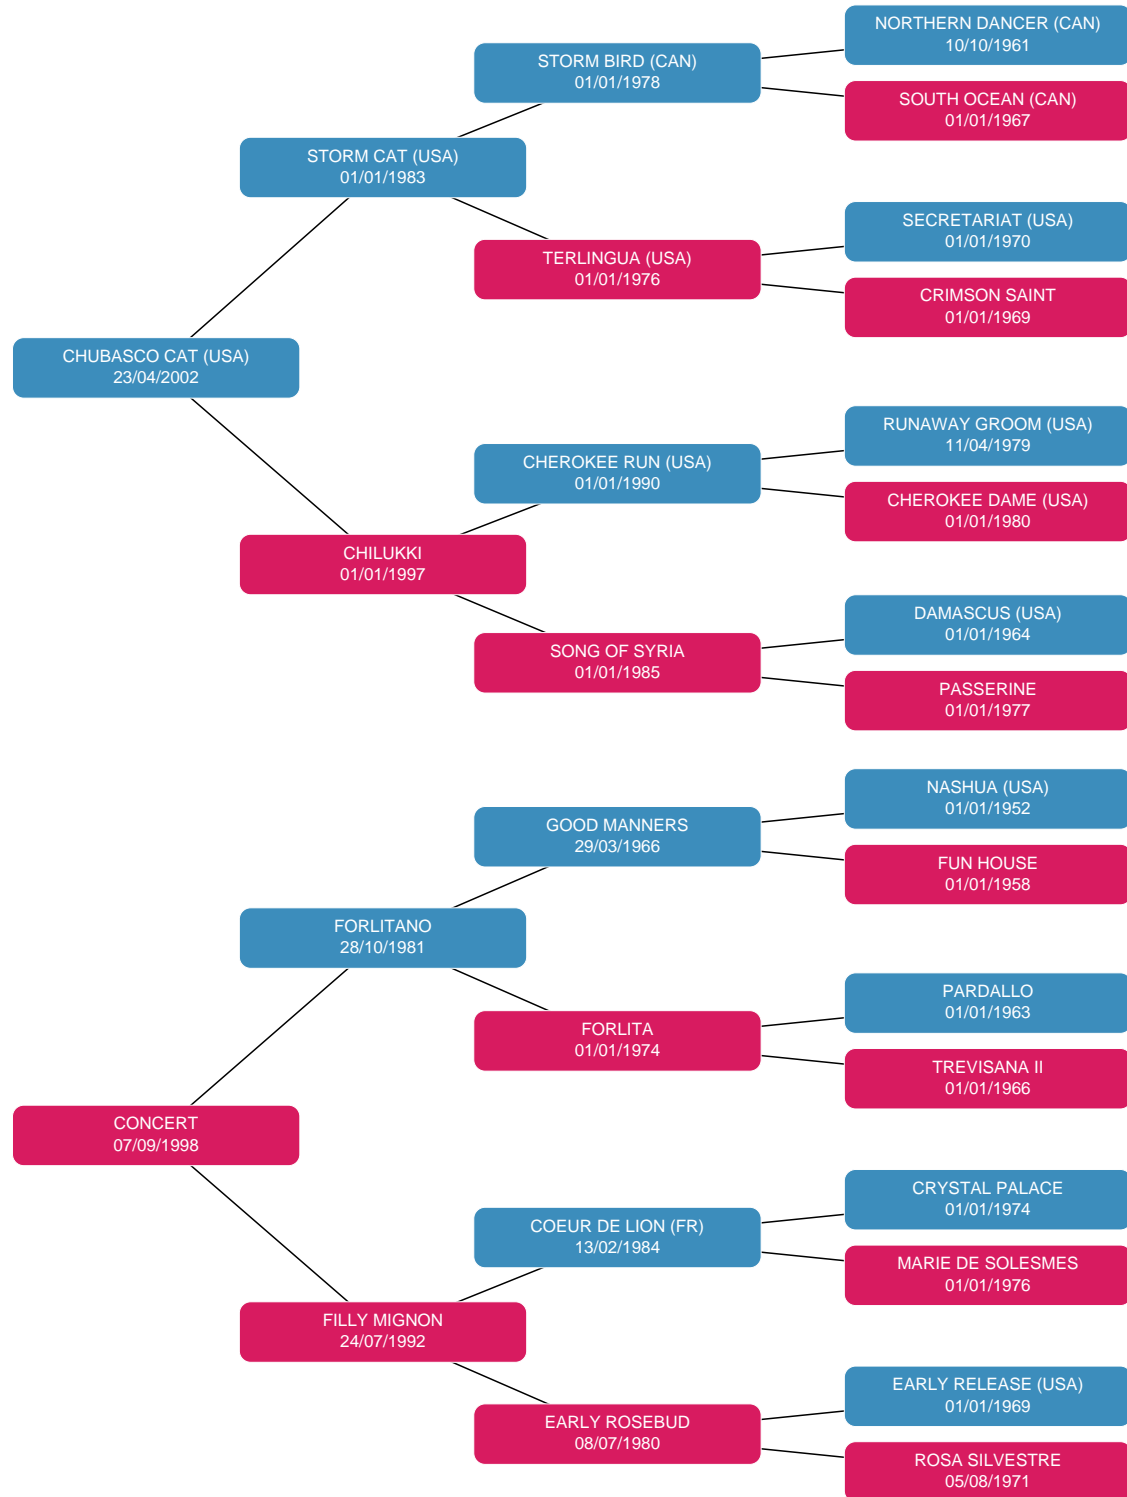 NORTHERN DANCER (CAN)
10/10/1961
STORM BIRD (CAN)
01/01/1978
SOUTH OCEAN (CAN)
01/01/1967
STORM CAT (USA)
01/01/1983
SECRETARIAT (USA)
01/01/1970
TERLINGUA (USA)
01/01/1976
CRIMSON SAINT
01/01/1969
CHUBASCO CAT (USA)
23/04/2002
RUNAWAY GROOM (USA)
11/04/1979
CHEROKEE RUN (USA)
01/01/1990
CHEROKEE DAME (USA)
01/01/1980
CHILUKKI
01/01/1997
DAMASCUS (USA)
01/01/1964
SONG OF SYRIA
01/01/1985
PASSERINE
01/01/1977
NASHUA (USA)
01/01/1952
GOOD MANNERS
29/03/1966
FUN HOUSE
01/01/1958
FORLITANO
28/10/1981
PARDALLO
01/01/1963
FORLITA
01/01/1974
TREVISANA II
01/01/1966
CONCERT
07/09/1998
CRYSTAL PALACE
01/01/1974
COEUR DE LION (FR)
13/02/1984
MARIE DE SOLESMES
01/01/1976
FILLY MIGNON
24/07/1992
EARLY RELEASE (USA)
01/01/1969
EARLY ROSEBUD
08/07/1980
ROSA SILVESTRE
05/08/1971